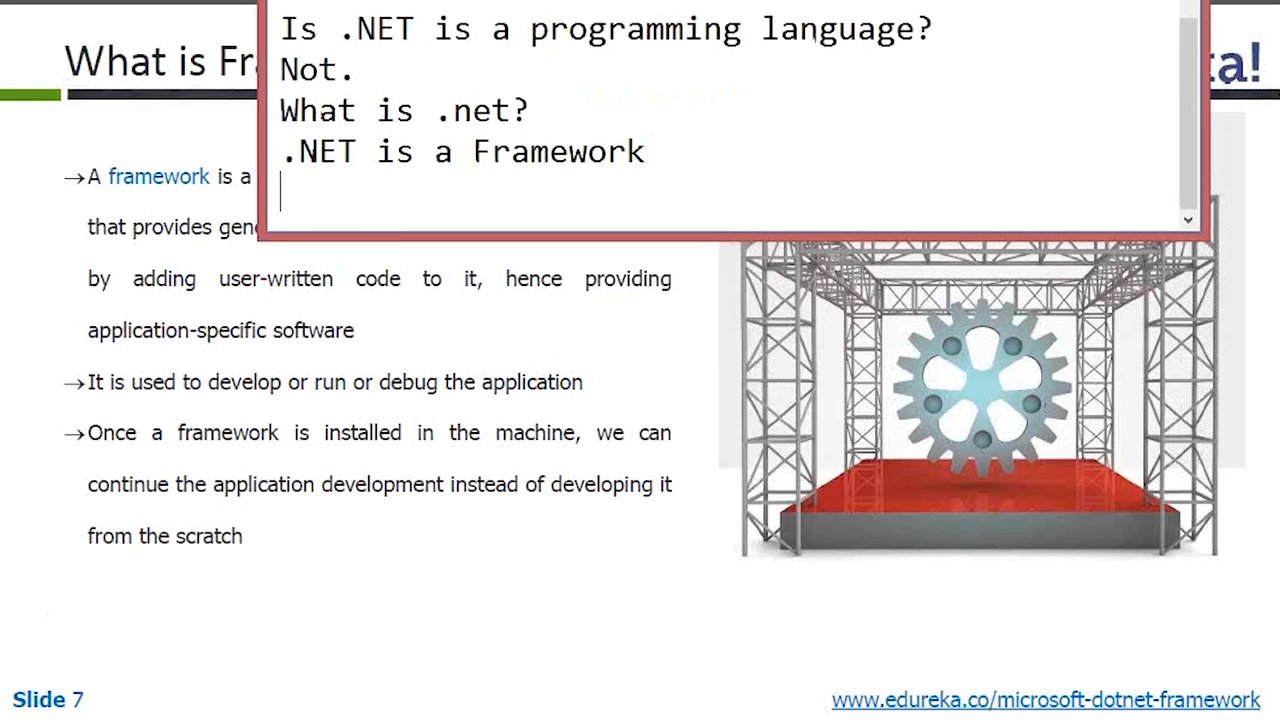 Is .NET is a programming language?
Not.
What is .net?
.NET is a Framework
What is Fra
ka!
→A framework is a
that provides gene
by adding user-written code to it, hence providing
application-specific software
→It is used to develop or run or debug the application
→Once a framework is installed in the machine, we can
continue the application development instead of developing it
from the scratch
Slide 7
www.edureka.co/microsoft-dotnet-framework